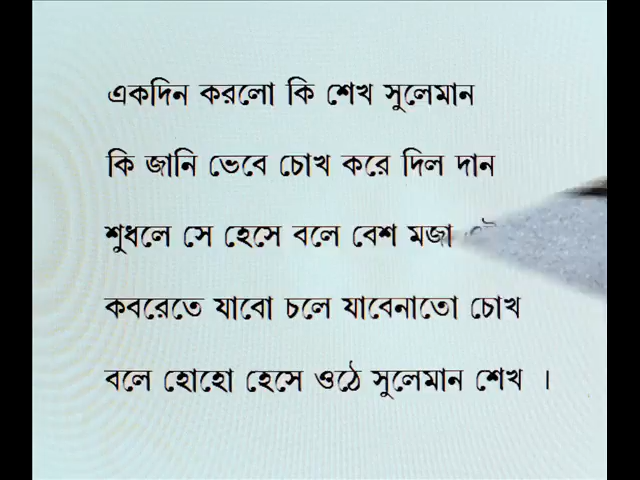 একদিন করলো কি শেখ সুলেমান
কি জানি ভেবে চোখ করে দিল দান
শুধলে সে হেসে বলে বেশ মজা
কবরেতে যাবো চলে যাবেনাতো চোখ
বলে হোহো হেসে ওঠে সুলেমান শেখ ।